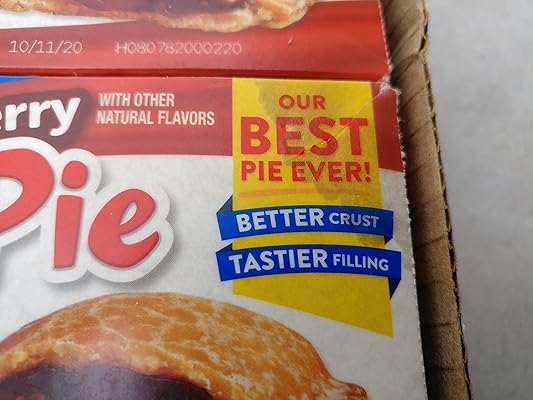 10/11/20 H080782000220
erry
WITH OTHER
NATURAL FLAVORS
Pie
OUR
BEST
PIE EVER!
BETTER CRUST
TASTIER FILLING